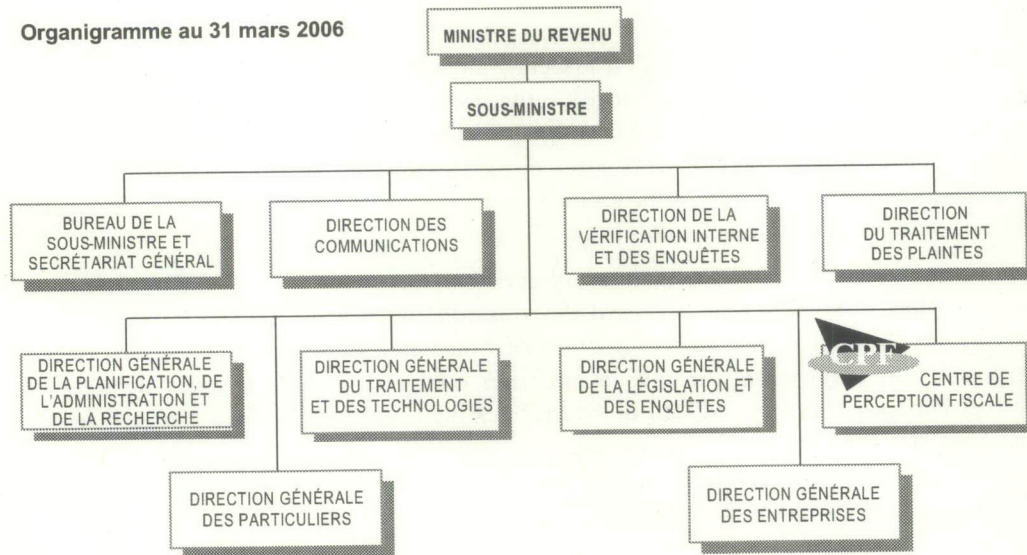 Organigramme au 31 mars 2006
MINISTRE DU REVENU
SOUS-MINISTRE
BUREAU DE LA
SOUS-MINISTRE ET
SECRÉTARIAT GÉNÉRAL
DIRECTION DES
COMMUNICATIONS
DIRECTION DE LA
VÉRIFICATION INTERNE
ET DES ENQUÊTES
DIRECTION
DU TRAITEMENT
DES PLAINTES
DIRECTION GÉNÉRALE
DE LA PLANIFICATION, DE
L'ADMINISTRATION ET
DE LA RECHERCHE
DIRECTION GÉNÉRALE
DU TRAITEMENT
ET DES TECHNOLOGIES
DIRECTION GÉNÉRALE
DE LA LÉGISLATION ET
DES ENQUÊTES
CPF
CENTRE DE
PERCEPTION FISCALE
DIRECTION GÉNÉRALE
DES PARTICULIERS
DIRECTION GÉNÉRALE
DES ENTREPRISES